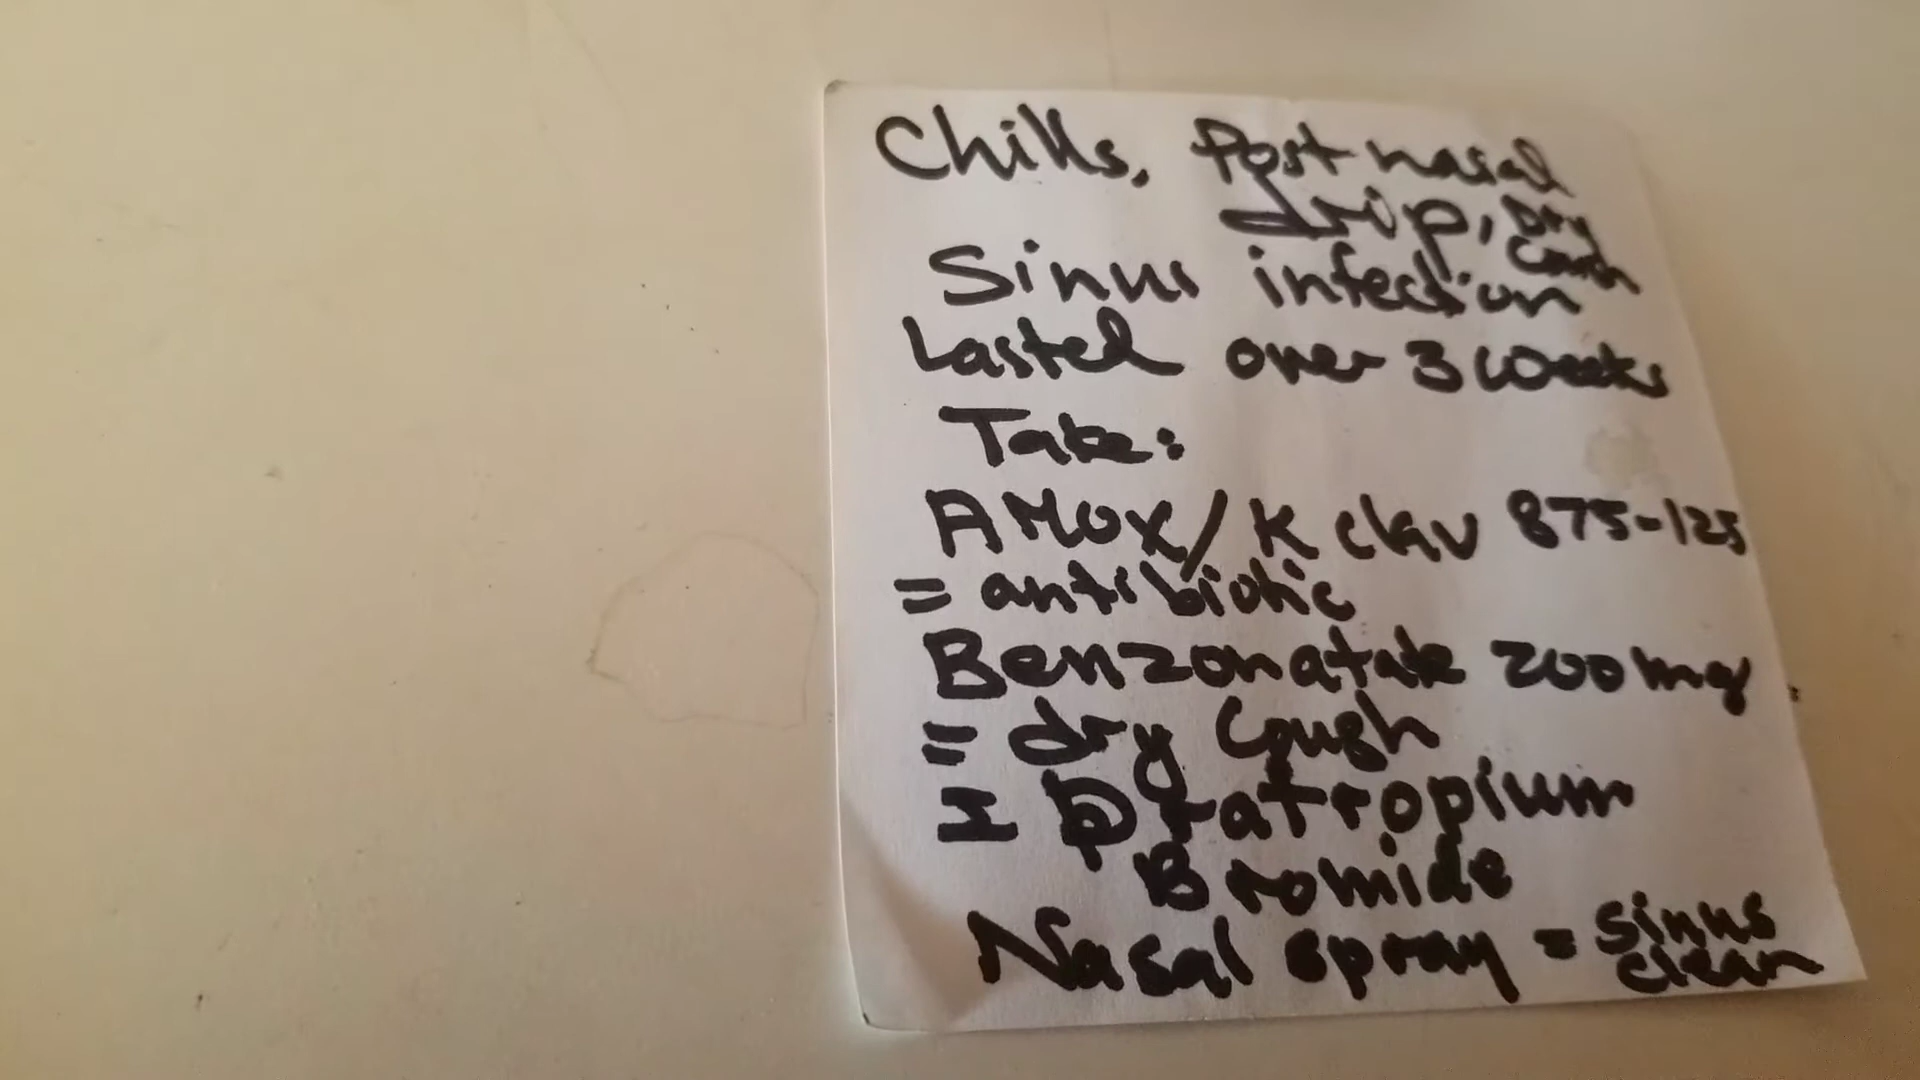 Chills, Post nasal
drip, Dry
Cough
Sinus infection
Lasted over 3 weeks
Take:
AMOX/K clav 875-125
= antibiotic
Benzonatate 200mg
= dry cough
Ipratropium
Bromide
Nasal spray = sinus
clear